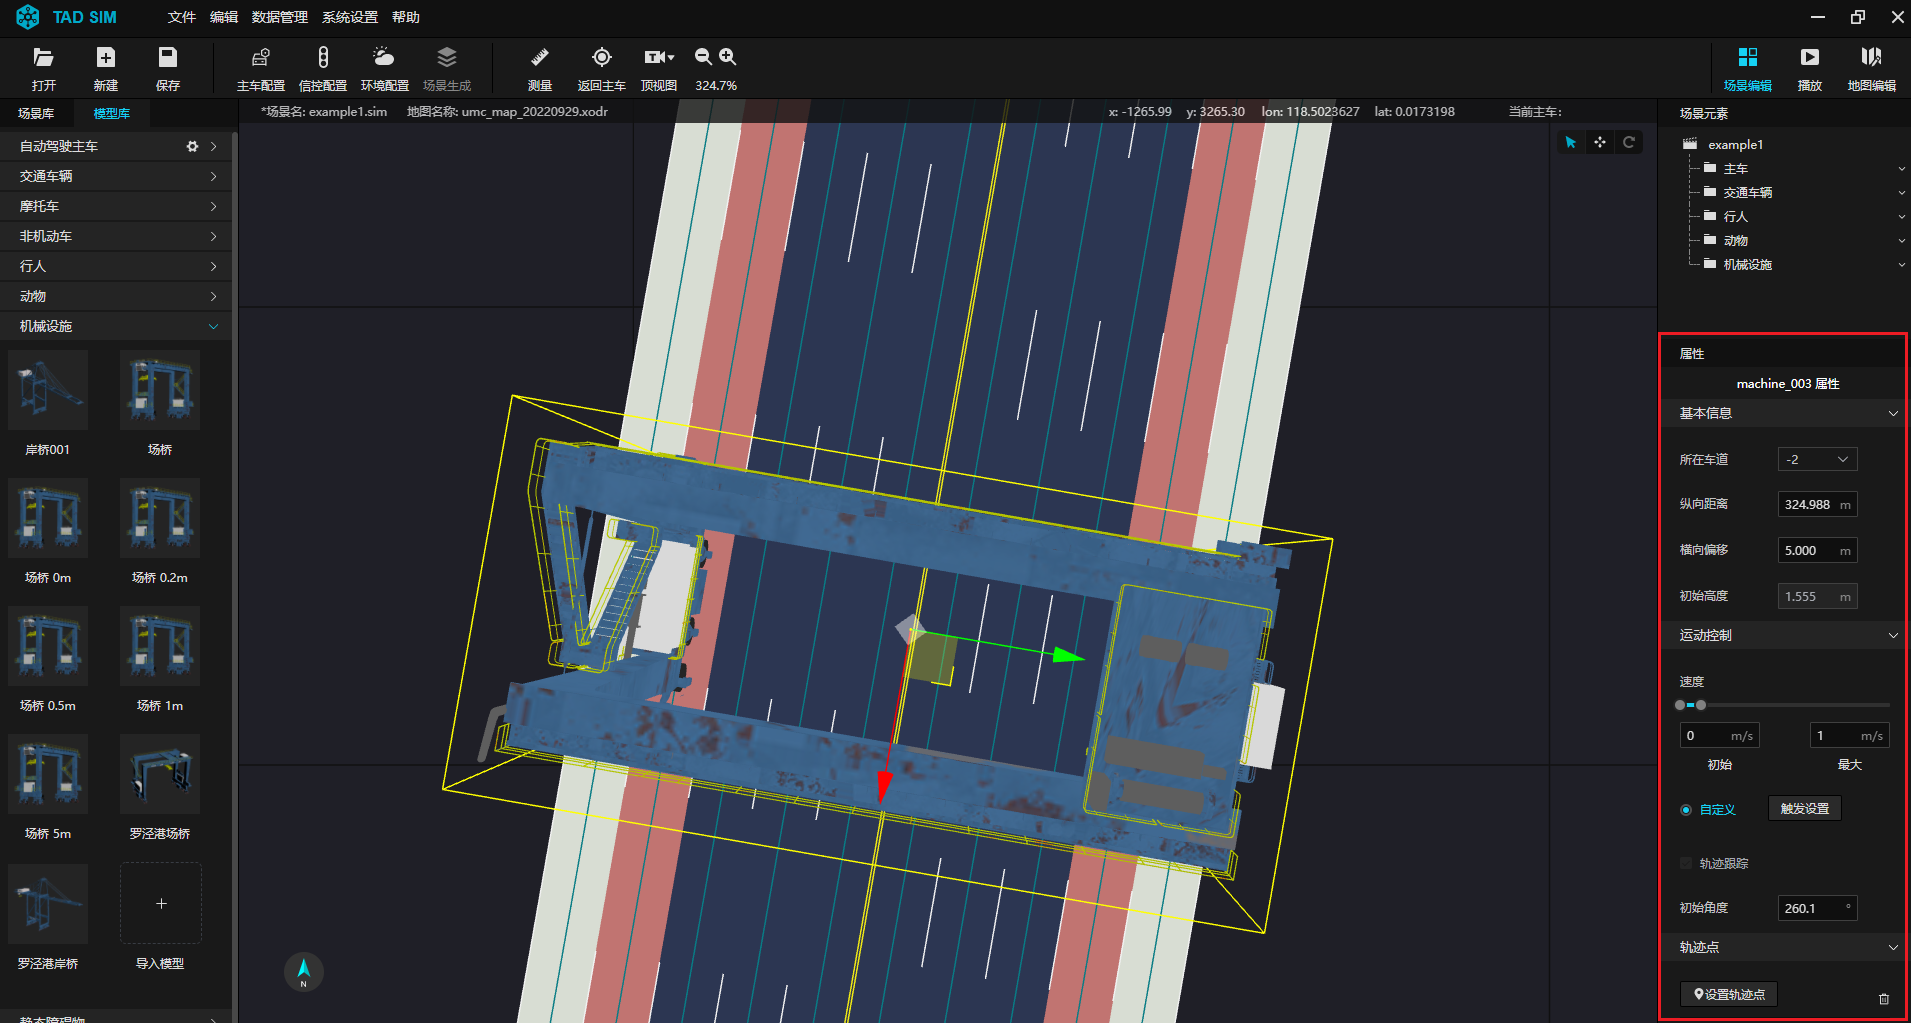 TAD SIM
文件 编辑 数据管理 系统设置 帮助
打开 新建 保存 主车配置 信控配置 环境配置 场景生成 测量 返回主车 顶视图 324.7% 场景编辑 播放 地图编辑
场景库 模型库
*场景名: example1.sim 地图名称: umc_map_20220929.xodr x: -1265.99 y: 3265.30 lon: 118.5023627 lat: 0.0173198 当前主车:
自动驾驶主车
交通车辆
摩托车
非机动车
行人
动物
机械设施
岸桥001 场桥
场桥 0m 场桥 0.2m
场桥 0.5m 场桥 1m
场桥 5m 罗泾港场桥
罗泾港岸桥 导入模型
静态障碍物
N
场景元素
example1
主车
交通车辆
行人
动物
机械设施
属性
machine_003 属性
基本信息
所在车道 -2
纵向距离 324.988 m
横向偏移 5.000 m
初始高度 1.555 m
运动控制
速度
0 m/s 1 m/s
初始 最大
自定义 触发设置
轨迹跟踪
初始角度 260.1 °
轨迹点
设置轨迹点